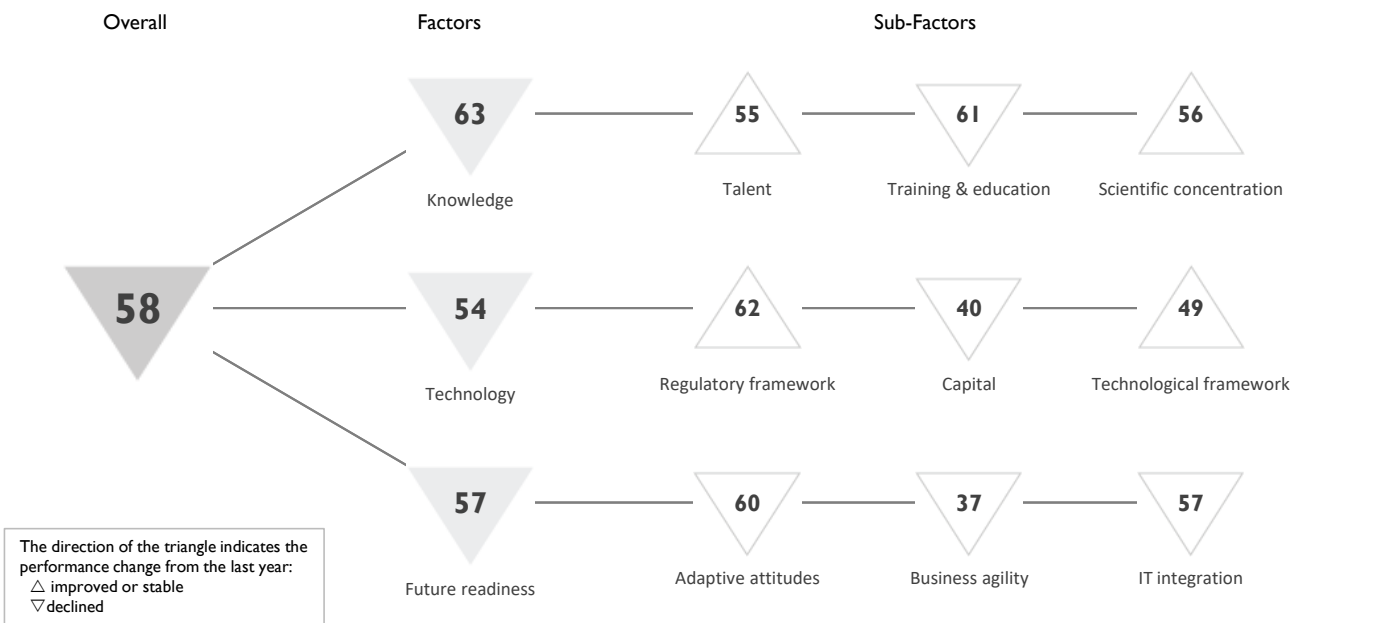 Overall
Factors
Sub-Factors
63
55
61
56
Knowledge
Talent
Training & education
Scientific concentration
58
54
62
40
49
Technology
Regulatory framework
Capital
Technological framework
57
60
37
57
Future readiness
Adaptive attitudes
Business agility
IT integration
The direction of the triangle indicates the
performance change from the last year:
△ improved or stable
▽ declined